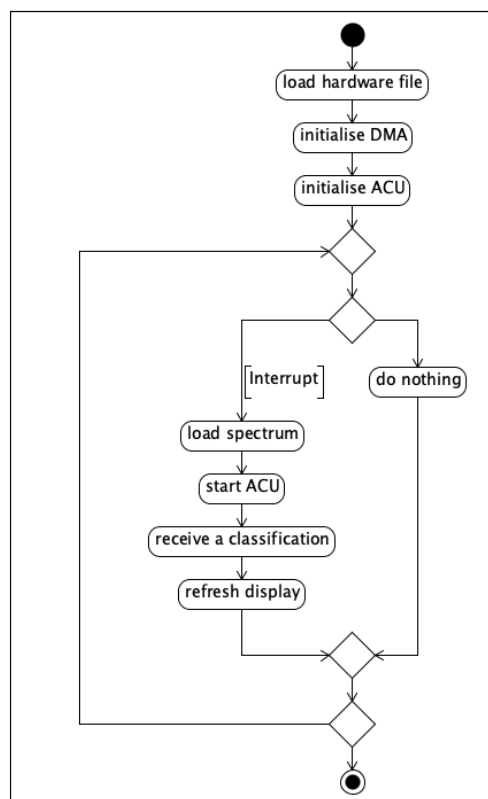 load hardware file
initialise DMA
initialise ACU
[Interrupt]
do nothing
load spectrum
start ACU
receive a classification
refresh display